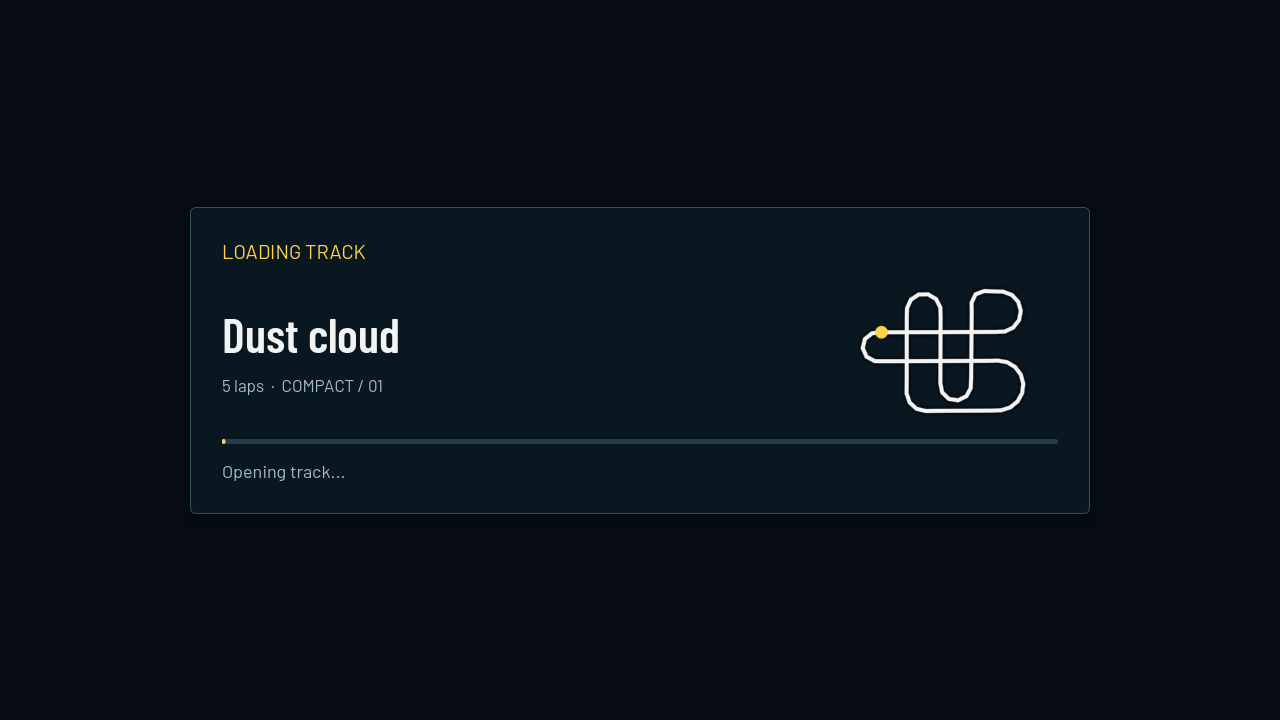 LOADING TRACK
Dust cloud
5 laps · COMPACT / 01
Opening track...